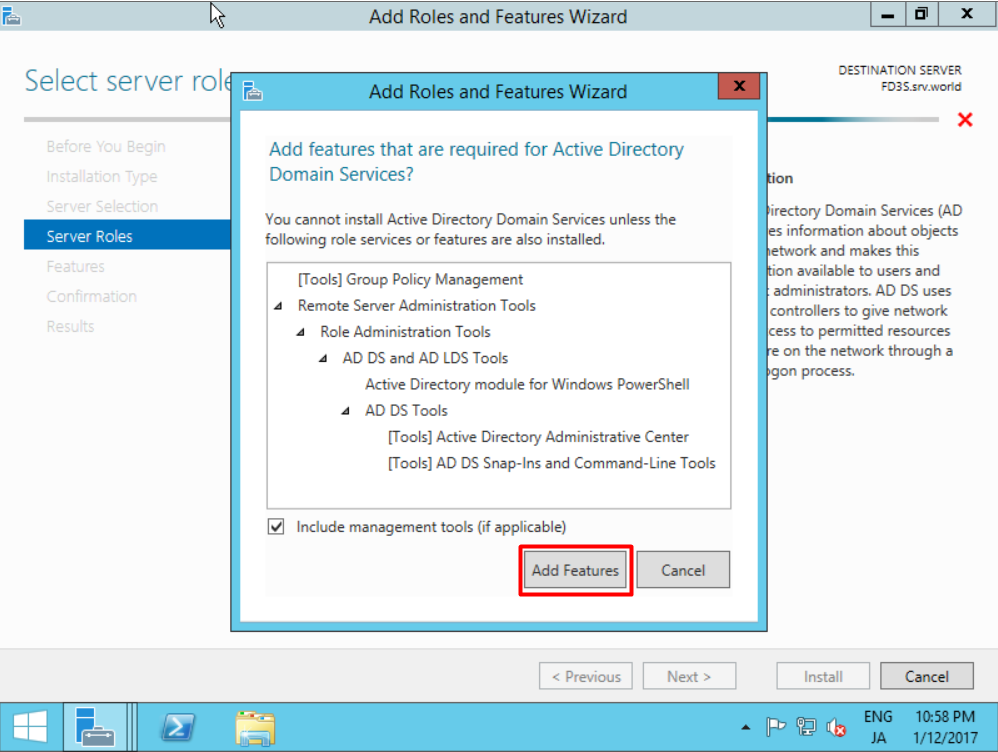 Add Roles and Features Wizard
Select server role
DESTINATION SERVER
FD3S.srv.world
Before You Begin
Installation Type
Server Selection
Server Roles
Features
Confirmation
Results
Add Roles and Features Wizard
Add features that are required for Active Directory
Domain Services?
You cannot install Active Directory Domain Services unless the
following role services or features are also installed.
[Tools] Group Policy Management
Remote Server Administration Tools
Role Administration Tools
AD DS and AD LDS Tools
Active Directory module for Windows PowerShell
AD DS Tools
[Tools] Active Directory Administrative Center
[Tools] AD DS Snap-Ins and Command-Line Tools
Include management tools (if applicable)
Add Features
Cancel
tion
Directory Domain Services (AD
es information about objects
network and makes this
tion available to users and
administrators. AD DS uses
controllers to give network
cess to permitted resources
re on the network through a
ogon process.
< Previous
Next >
Install
Cancel
ENG
JA
10:58 PM
1/12/2017